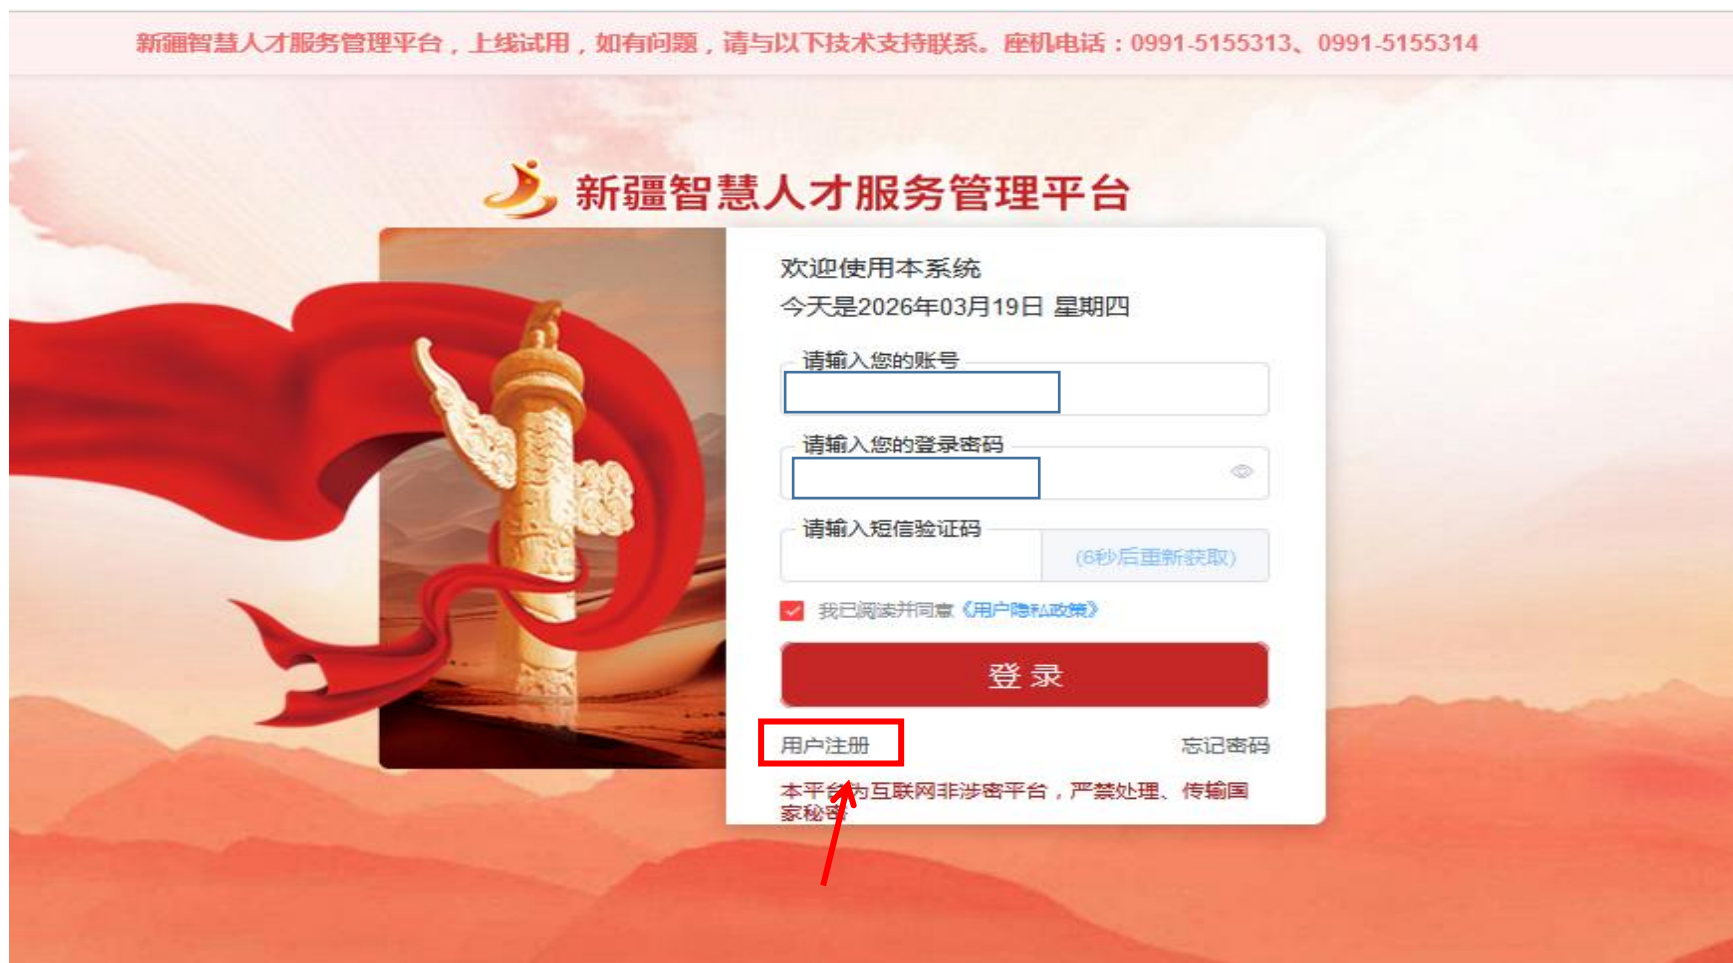 新疆智慧人才服务管理平台，上线试用，如有问题，请与以下技术支持联系。座机电话：0991-5155313、0991-5155314
新疆智慧人才服务管理平台
欢迎使用本系统
今天是2026年03月19日 星期四
请输入您的账号
请输入您的登录密码
请输入短信验证码
(6秒后重新获取)
我已阅读并同意《用户隐私政策》
登录
用户注册
忘记密码
本平台为互联网非涉密平台，严禁处理、传输国
家秘密